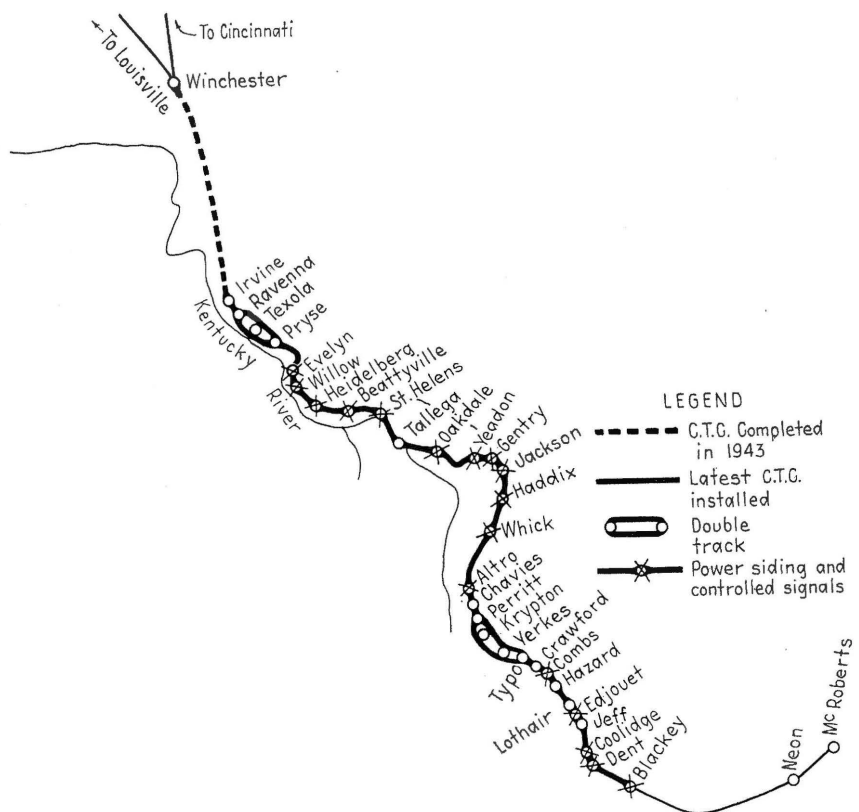 To Cincinnati
To Louisville
Winchester
Irvine
Ravenna
Texola
Pryse
Kentucky
River
Evelyn
Willow
Heidelberg
Beattyville
St. Helens
Tallega
Oakdale
Yeadon
Gentry
Jackson
Haddix
Whick
Altro
Chavies
Perritt
Krypton
Yerkes
Typo
Crawford
Combs
Hazard
Lothair
Edjouet
Jeff
Coolidge
Dent
Blackey
Neon
Mc Roberts
LEGEND
C.T.C. Completed
in 1943
Latest C.T.C.
installed
Double
track
Power siding and
controlled signals